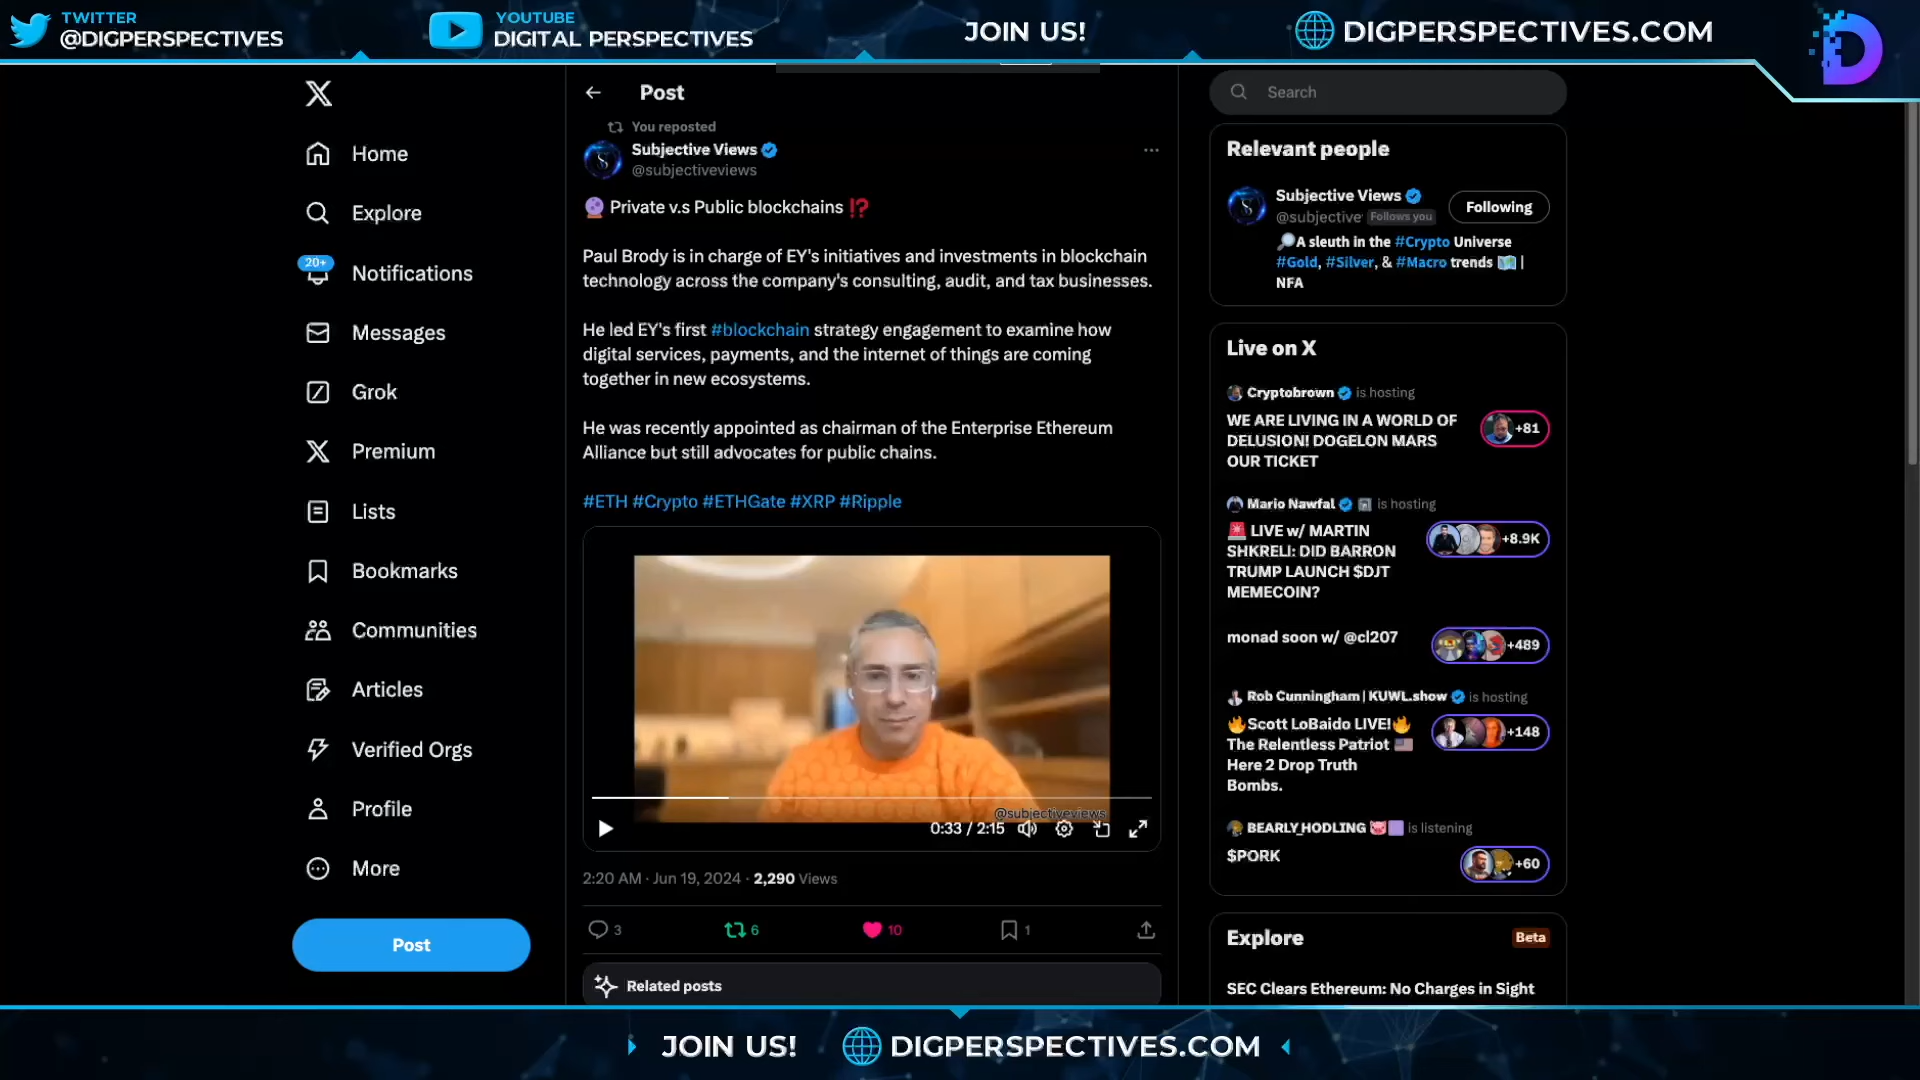 TWITTER
@DIGPERSPECTIVES
YOUTUBE
DIGITAL PERSPECTIVES
JOIN US!
DIGPERSPECTIVES.COM
Home
Explore
20+
Notifications
Messages
Grok
Premium
Lists
Bookmarks
Communities
Articles
Verified Orgs
Profile
More
Post
Post
You reposted
Subjective Views
@subjectiveviews
Private v.s Public blockchains ⁉
Paul Brody is in charge of EY's initiatives and investments in blockchain
technology across the company's consulting, audit, and tax businesses.
He led EY's first #blockchain strategy engagement to examine how
digital services, payments, and the internet of things are coming
together in new ecosystems.
He was recently appointed as chairman of the Enterprise Ethereum
Alliance but still advocates for public chains.
#ETH #Crypto #ETHGate #XRP #Ripple
@subjectiveviews
0:33 / 2:15
2:20 AM · Jun 19, 2024 · 2,290 Views
3
6
10
1
Related posts
Search
Relevant people
Subjective Views
@subjective Follows you
Following
A sleuth in the #Crypto Universe
#Gold, #Silver, & #Macro trends |
NFA
Live on X
Cryptobrown is hosting
WE ARE LIVING IN A WORLD OF
DELUSION! DOGELON MARS
OUR TICKET
+81
Mario Nawfal is hosting
LIVE w/ MARTIN
SHKRELI: DID BARRON
TRUMP LAUNCH $DJT
MEMECOIN?
+8.9K
monad soon w/ @cl207
+489
Rob Cunningham | KUWL.show is hosting
Scott LoBaido LIVE!
The Relentless Patriot
Here 2 Drop Truth
Bombs.
+148
BEARLY_HODLING is listening
$PORK
+60
Explore
Beta
SEC Clears Ethereum: No Charges in Sight
JOIN US!
DIGPERSPECTIVES.COM